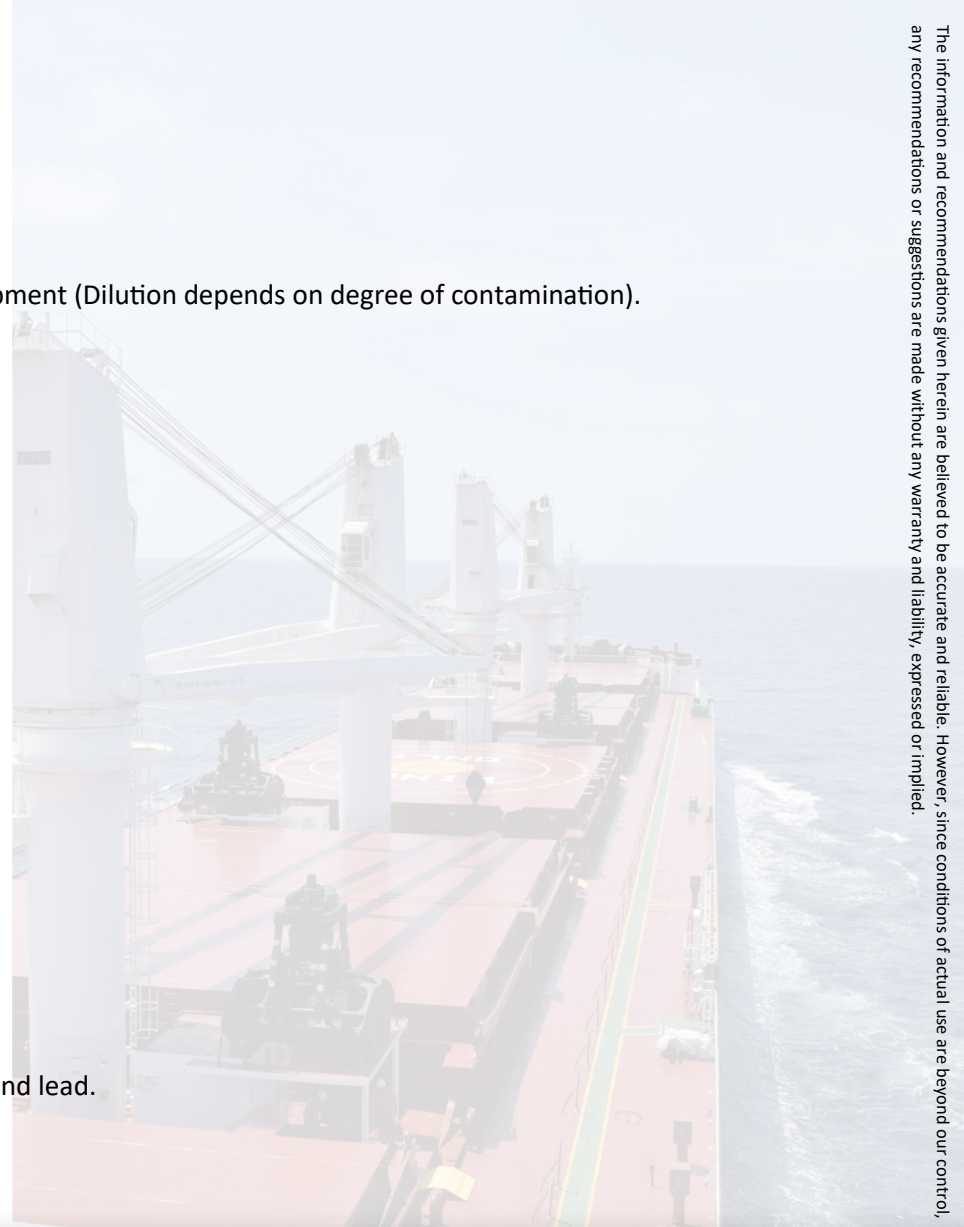 pment (Dilution depends on degree of contamination).
nd lead.
The information and recommendations given herein are believed to be accurate and reliable. However, since conditions of actual use are beyond our control,
any recommendations or suggestions are made without any warranty and liability, expressed or implied.